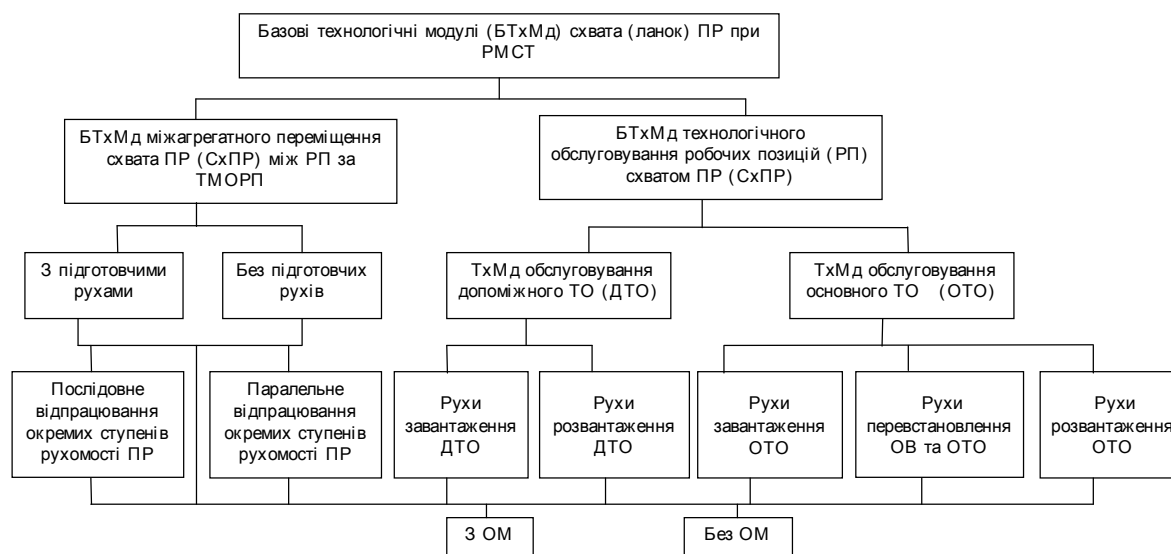 Базові технологічні модулі (БТхМд) схвата (ланок) ПР при
РМСТ
БТхМд міжагрегатного переміщення
схвата ПР (СхПР) між РП за
ТМОРП
БТхМд технологічного
обслуговування робочих позицій (РП)
схватом ПР (СхПР)
З підготовчими
рухами
Без підготовчих
рухів
ТхМд обслуговування
допоміжного ТО (ДТО)
ТхМд обслуговування
основного ТО (ОТО)
Послідовне
відпрацювання
окремих ступенів
рухомості ПР
Паралельне
відпрацювання
окремих ступенів
рухомості ПР
Рухи
завантаження
ДТО
Рухи
розвантаження
ДТО
Рухи
завантаження
ОТО
Рухи
перевстановлення
ОВ та ОТО
Рухи
розвантаження
ОТО
З ОМ
Без ОМ